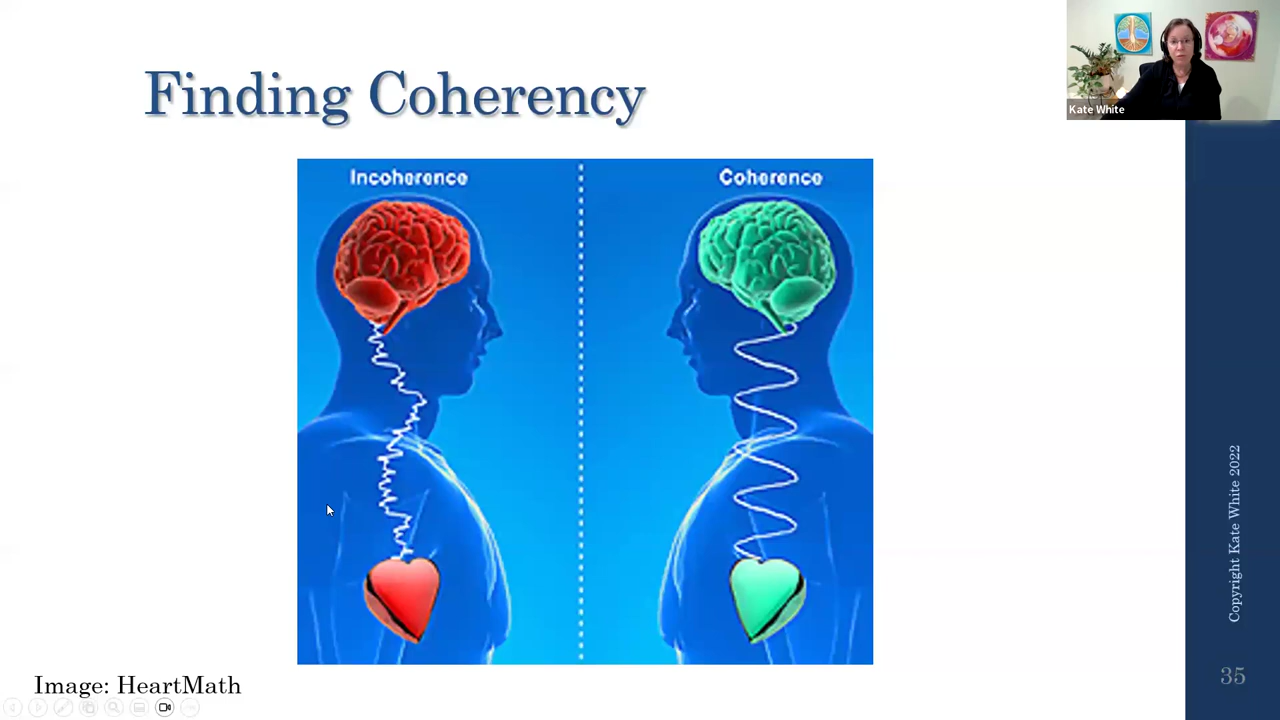 Finding Coherency
Kate White
Incoherence
Coherence
Copyright Kate White 2022
35
Image: HeartMath